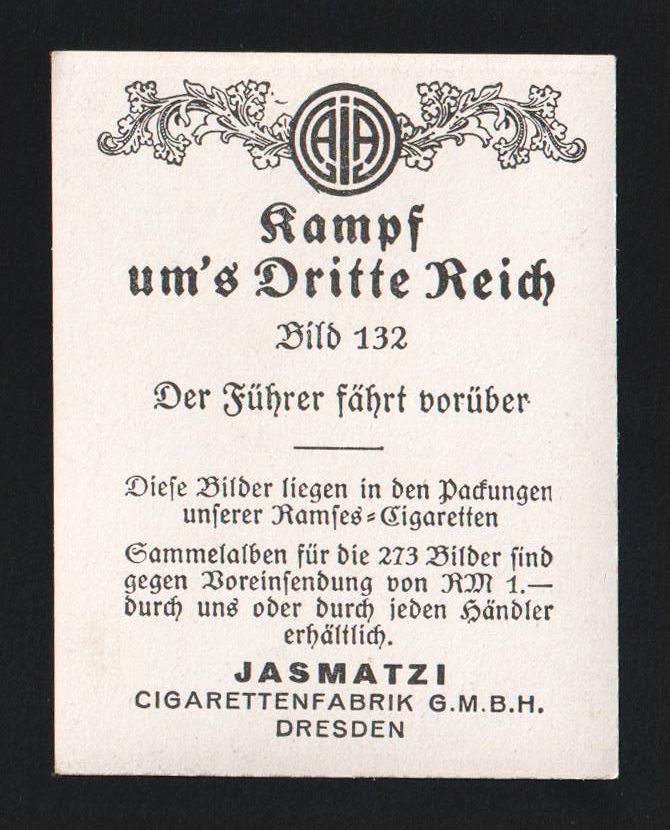 Kampf
um's Dritte Reich
Bild 132
Der Führer fährt vorüber
Diese Bilder liegen in den Packungen
unserer Ramses=Cigaretten
Sammelalben für die 273 Bilder sind
gegen Voreinsendung von RM 1.—
durch uns oder durch jeden Händler
erhältlich.
JASMATZI
CIGARETTENFABRIK G.M.B.H.
DRESDEN